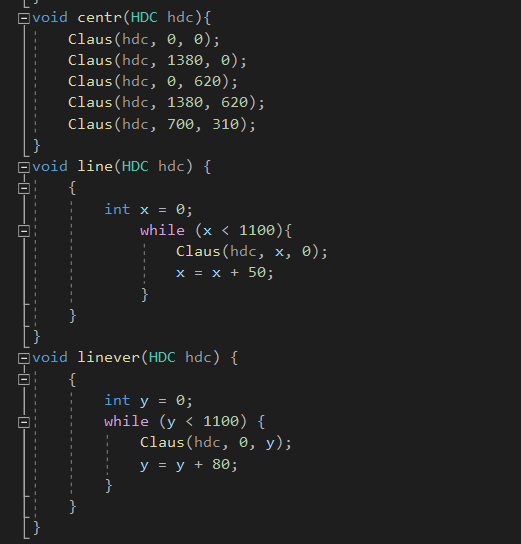 void centr(HDC hdc){
    Claus(hdc, 0, 0);
    Claus(hdc, 1380, 0);
    Claus(hdc, 0, 620);
    Claus(hdc, 1380, 620);
    Claus(hdc, 700, 310);
}
void line(HDC hdc) {
    {
        int x = 0;
            while (x < 1100){
                Claus(hdc, x, 0);
                x = x + 50;
            }
    }
}
void linever(HDC hdc) {
    {
        int y = 0;
        while (y < 1100) {
            Claus(hdc, 0, y);
            y = y + 80;
        }
    }
}